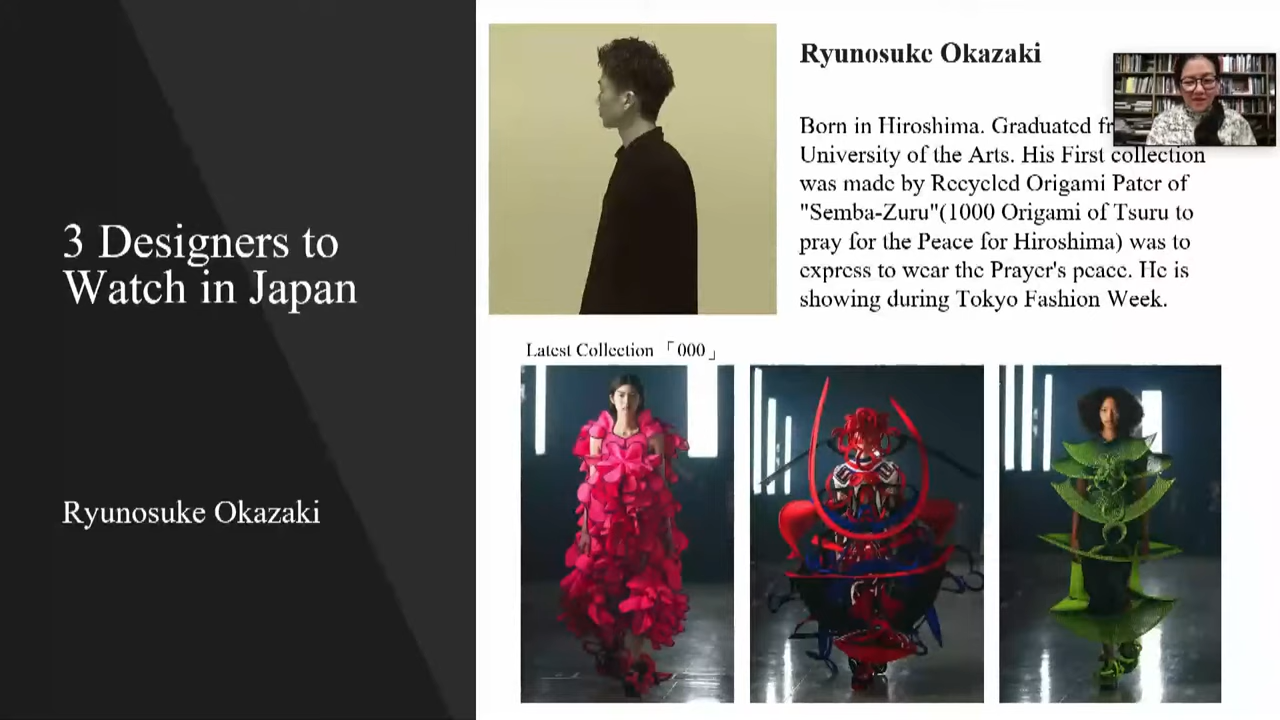 3 Designers to
Watch in Japan
Ryunosuke Okazaki
Ryunosuke Okazaki
Born in Hiroshima. Graduated
University of the Arts. His First collection
was made by Recycled Origami Pater of
"Semba-Zuru"(1000 Origami of Tsuru to
pray for the Peace for Hiroshima) was to
express to wear the Prayer's peace. He is
showing during Tokyo Fashion Week.
Latest Collection 「000」